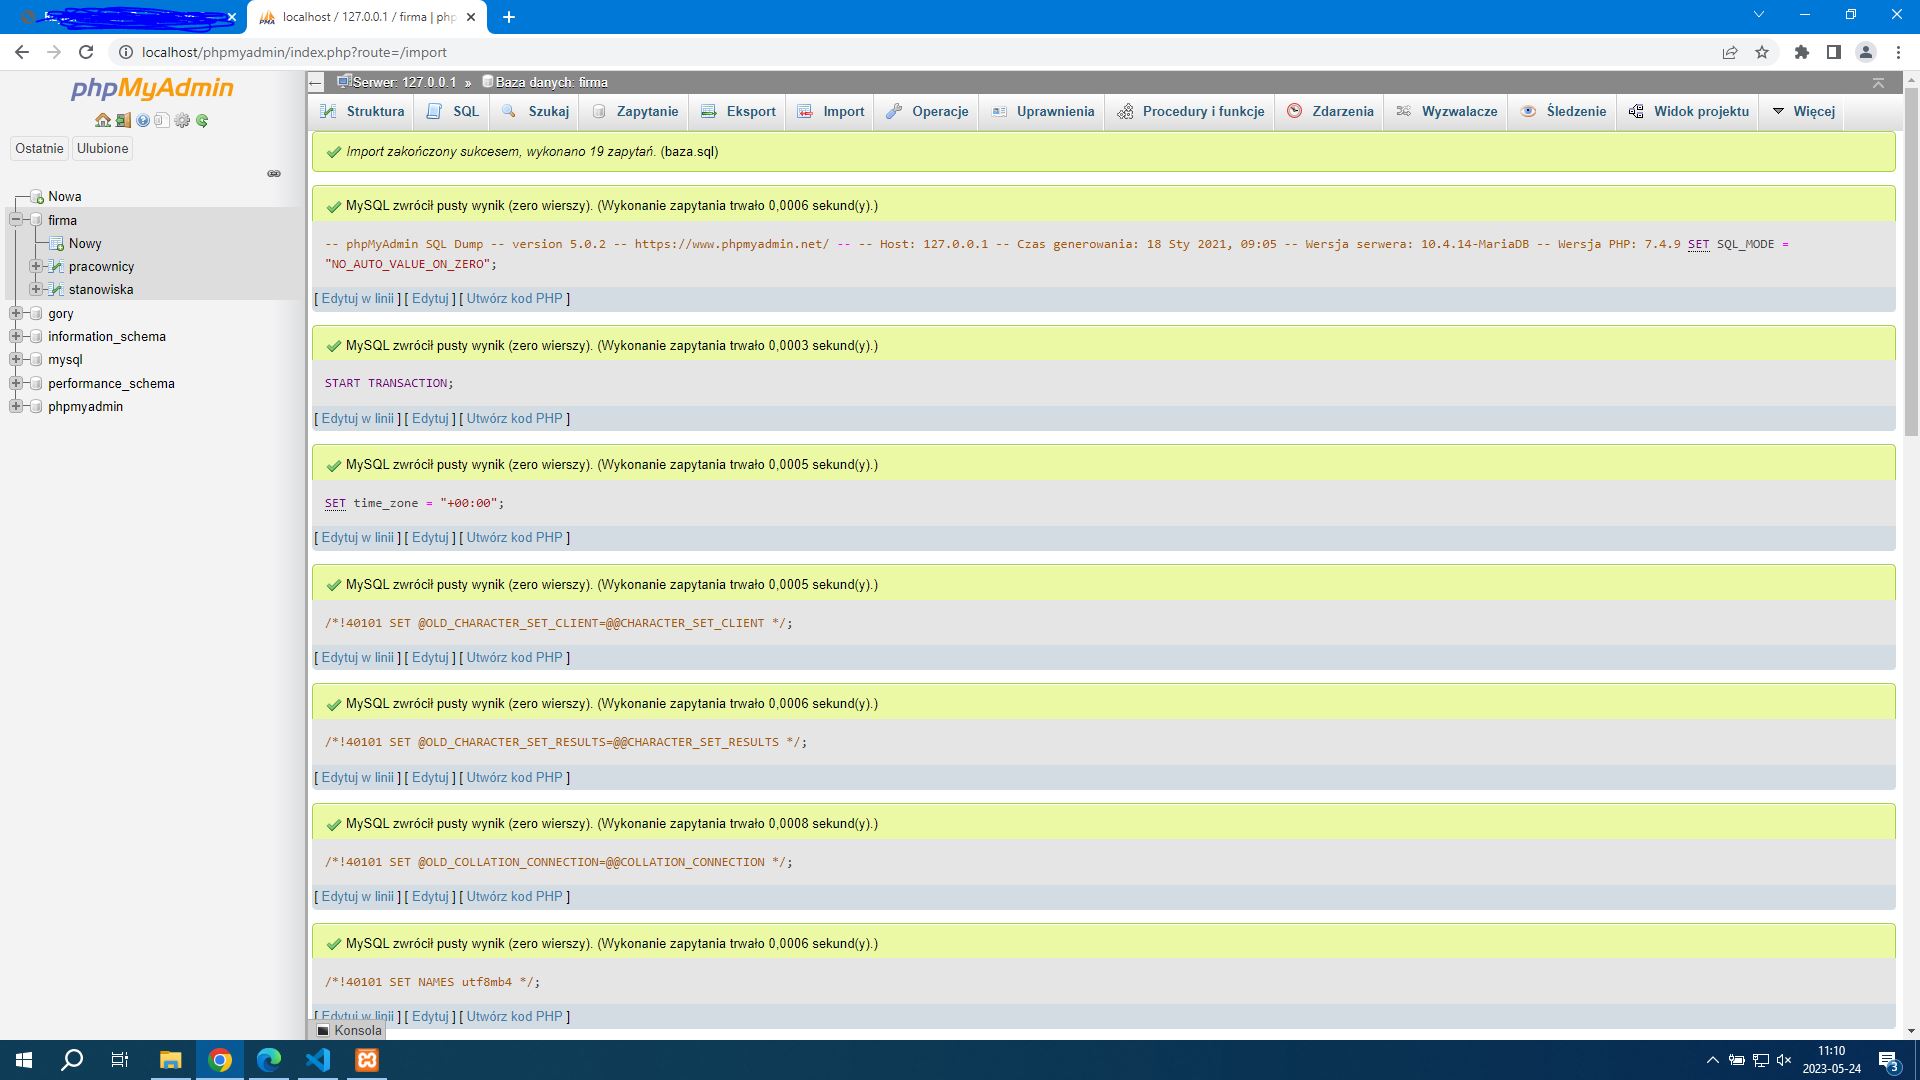 localhost / 127.0.0.1 / firma | php
localhost/phpmyadmin/index.php?route=/import
phpMyAdmin
Ostatnie Ulubione
Nowa
firma
Nowy
pracownicy
stanowiska
gory
information_schema
mysql
performance_schema
phpmyadmin
Serwer: 127.0.0.1 » Baza danych: firma
Struktura SQL Szukaj Zapytanie Eksport Import Operacje Uprawnienia Procedury i funkcje Zdarzenia Wyzwalacze Śledzenie Widok projektu Więcej
Import zakończony sukcesem, wykonano 19 zapytań. (baza.sql)
MySQL zwrócił pusty wynik (zero wierszy). (Wykonanie zapytania trwało 0,0006 sekund(y).)
-- phpMyAdmin SQL Dump -- version 5.0.2 -- https://www.phpmyadmin.net/ -- -- Host: 127.0.0.1 -- Czas generowania: 18 Sty 2021, 09:05 -- Wersja serwera: 10.4.14-MariaDB -- Wersja PHP: 7.4.9 SET SQL_MODE =
"NO_AUTO_VALUE_ON_ZERO";
[ Edytuj w linii ] [ Edytuj ] [ Utwórz kod PHP ]
MySQL zwrócił pusty wynik (zero wierszy). (Wykonanie zapytania trwało 0,0003 sekund(y).)
START TRANSACTION;
[ Edytuj w linii ] [ Edytuj ] [ Utwórz kod PHP ]
MySQL zwrócił pusty wynik (zero wierszy). (Wykonanie zapytania trwało 0,0005 sekund(y).)
SET time_zone = "+00:00";
[ Edytuj w linii ] [ Edytuj ] [ Utwórz kod PHP ]
MySQL zwrócił pusty wynik (zero wierszy). (Wykonanie zapytania trwało 0,0005 sekund(y).)
/*!40101 SET @OLD_CHARACTER_SET_CLIENT=@@CHARACTER_SET_CLIENT */;
[ Edytuj w linii ] [ Edytuj ] [ Utwórz kod PHP ]
MySQL zwrócił pusty wynik (zero wierszy). (Wykonanie zapytania trwało 0,0006 sekund(y).)
/*!40101 SET @OLD_CHARACTER_SET_RESULTS=@@CHARACTER_SET_RESULTS */;
[ Edytuj w linii ] [ Edytuj ] [ Utwórz kod PHP ]
MySQL zwrócił pusty wynik (zero wierszy). (Wykonanie zapytania trwało 0,0008 sekund(y).)
/*!40101 SET @OLD_COLLATION_CONNECTION=@@COLLATION_CONNECTION */;
[ Edytuj w linii ] [ Edytuj ] [ Utwórz kod PHP ]
MySQL zwrócił pusty wynik (zero wierszy). (Wykonanie zapytania trwało 0,0006 sekund(y).)
/*!40101 SET NAMES utf8mb4 */;
[ Edytuj w linii ] [ Edytuj ] [ Utwórz kod PHP ]
Konsola
11:10
2023-05-24
3